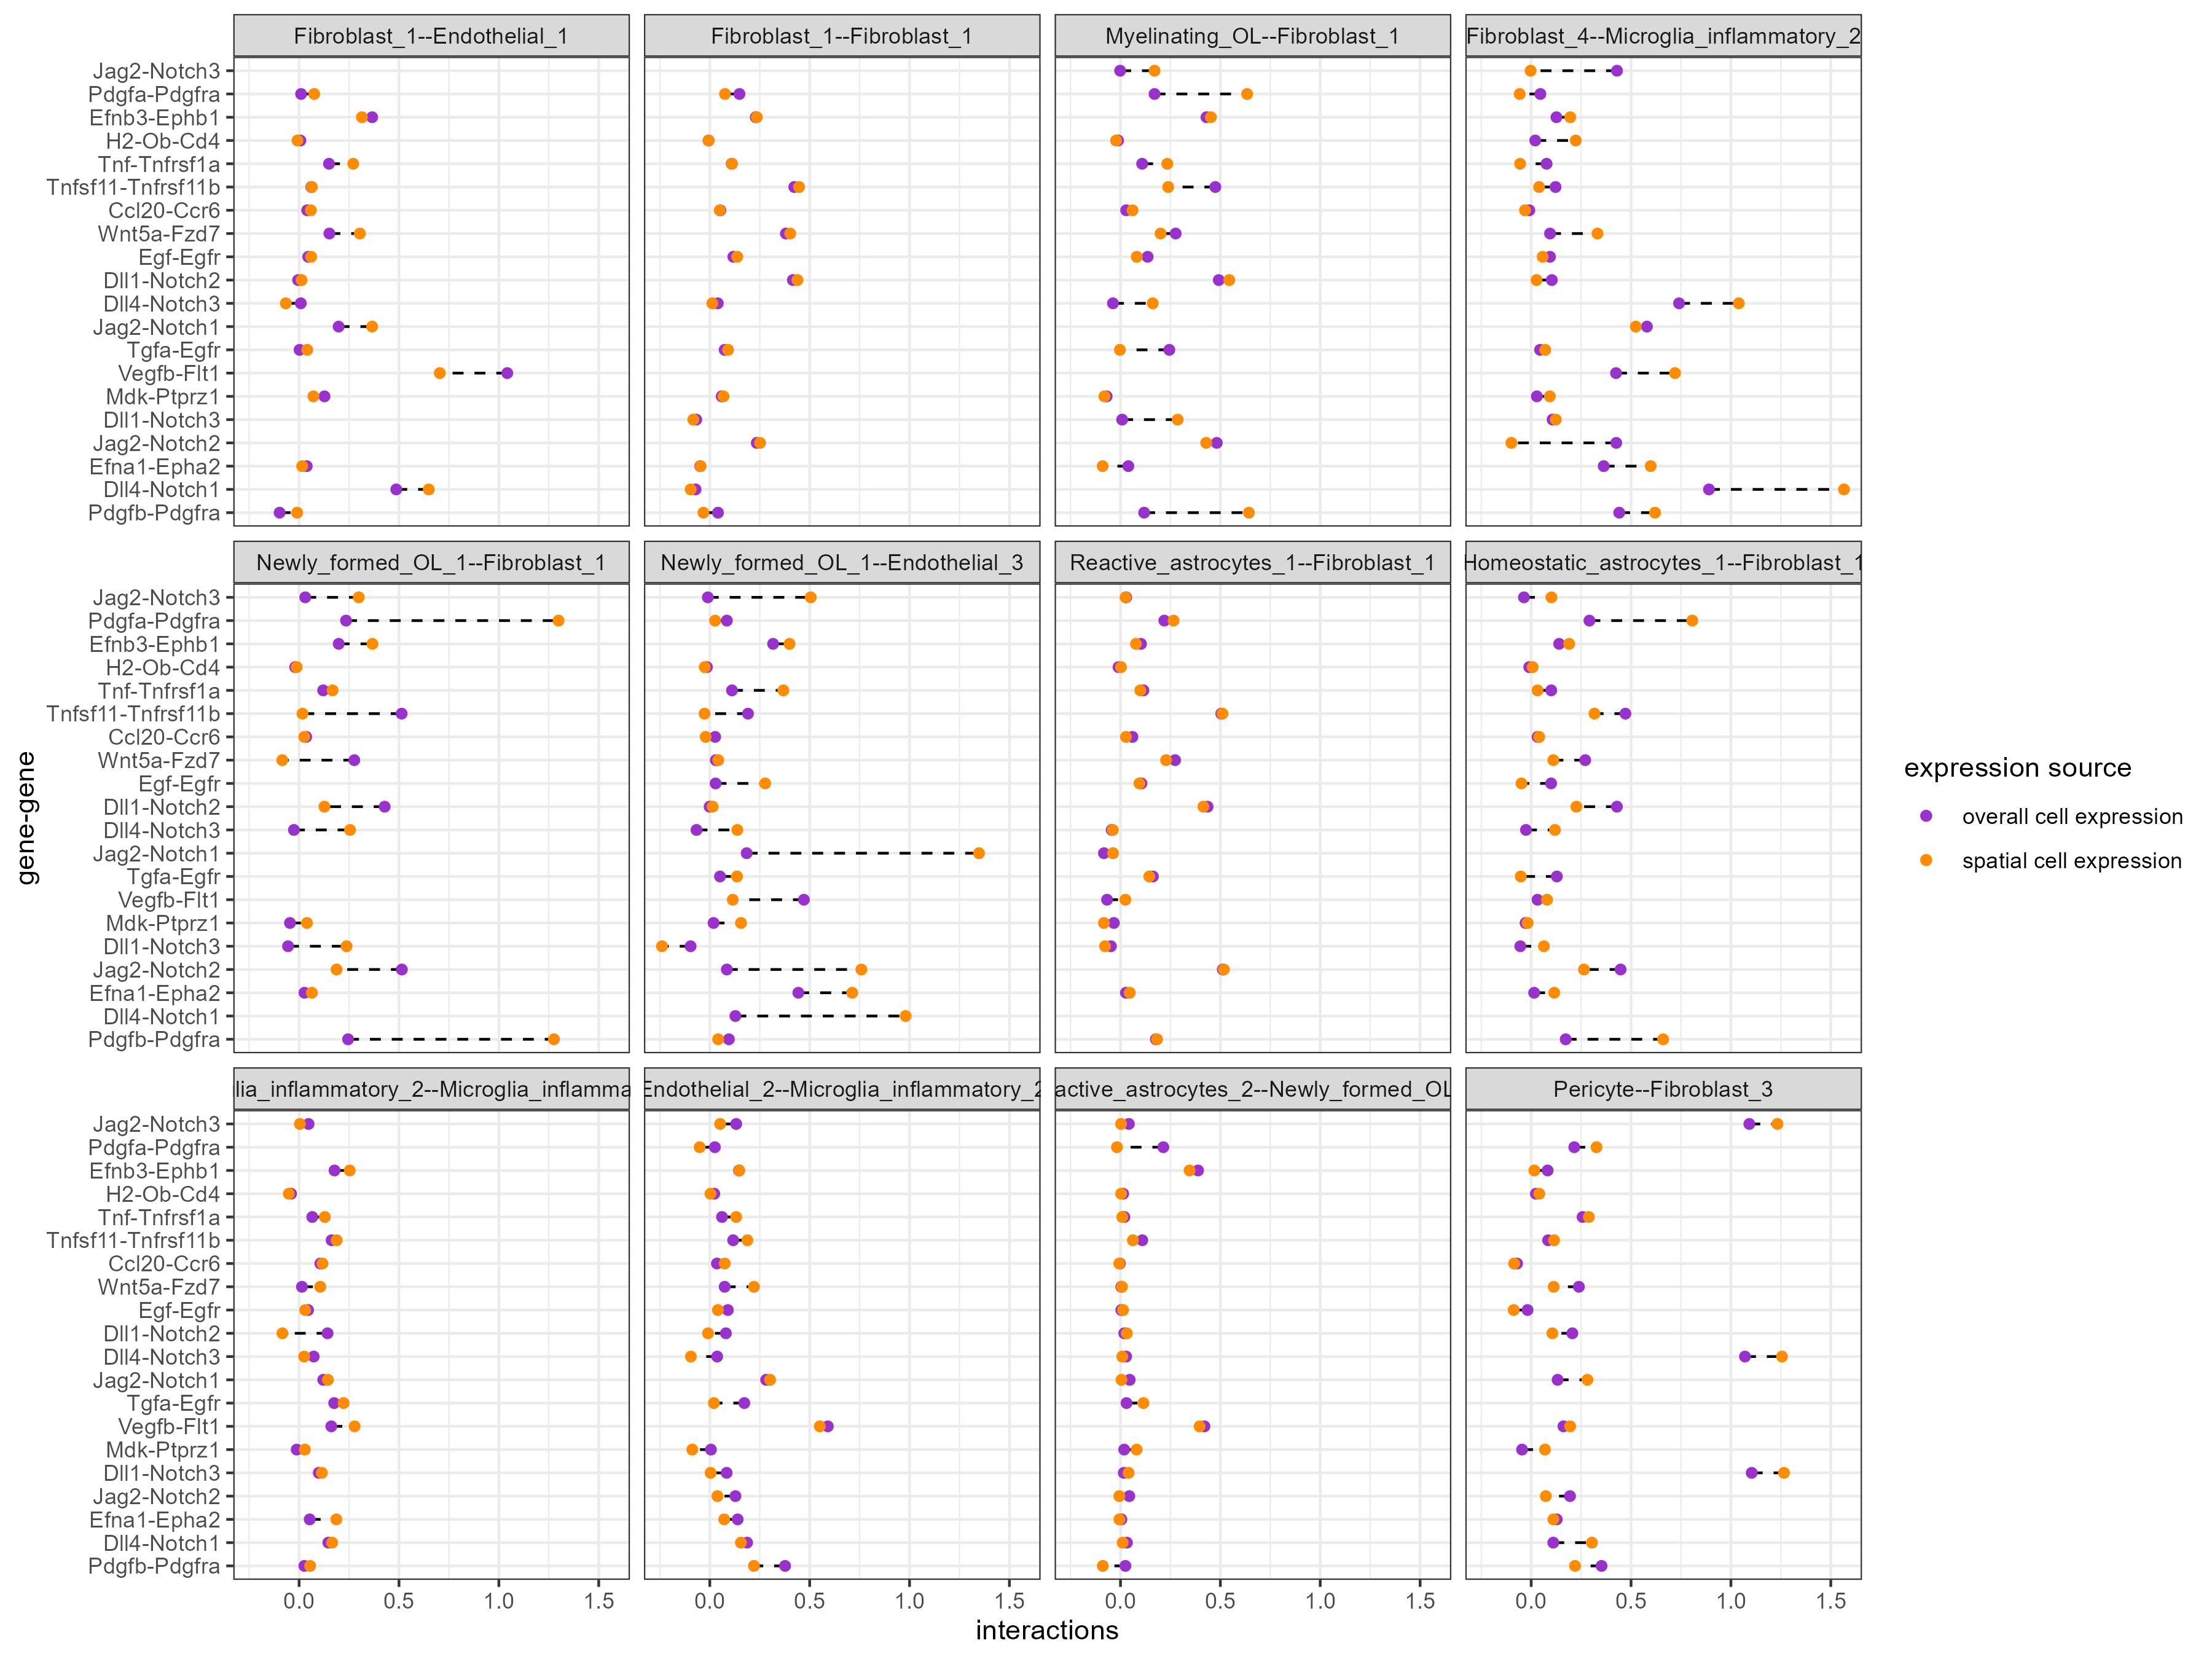 Fibroblast_1--Endothelial_1
Fibroblast_1--Fibroblast_1
Myelinating_OL--Fibroblast_1
Fibroblast_4--Microglia_inflammatory_2
Jag2-Notch3
Pdgfa-Pdgfra
Efnb3-Ephb1
H2-Ob-Cd4
Tnf-Tnfrsf1a
Tnfsf11-Tnfrsf11b
Ccl20-Ccr6
Wnt5a-Fzd7
Egf-Egfr
Dll1-Notch2
Dll4-Notch3
Jag2-Notch1
Tgfa-Egfr
Vegfb-Flt1
Mdk-Ptprz1
Dll1-Notch3
Jag2-Notch2
Efna1-Epha2
Dll4-Notch1
Pdgfb-Pdgfra
Newly_formed_OL_1--Fibroblast_1
Newly_formed_OL_1--Endothelial_3
Reactive_astrocytes_1--Fibroblast_1
Homeostatic_astrocytes_1--Fibroblast_1
Jag2-Notch3
Pdgfa-Pdgfra
Efnb3-Ephb1
H2-Ob-Cd4
Tnf-Tnfrsf1a
Tnfsf11-Tnfrsf11b
Ccl20-Ccr6
Wnt5a-Fzd7
Egf-Egfr
Dll1-Notch2
Dll4-Notch3
Jag2-Notch1
Tgfa-Egfr
Vegfb-Flt1
Mdk-Ptprz1
Dll1-Notch3
Jag2-Notch2
Efna1-Epha2
Dll4-Notch1
Pdgfb-Pdgfra
lia_inflammatory_2--Microglia_inflamma
Endothelial_2--Microglia_inflammatory_2
active_astrocytes_2--Newly_formed_OL
Pericyte--Fibroblast_3
Jag2-Notch3
Pdgfa-Pdgfra
Efnb3-Ephb1
H2-Ob-Cd4
Tnf-Tnfrsf1a
Tnfsf11-Tnfrsf11b
Ccl20-Ccr6
Wnt5a-Fzd7
Egf-Egfr
Dll1-Notch2
Dll4-Notch3
Jag2-Notch1
Tgfa-Egfr
Vegfb-Flt1
Mdk-Ptprz1
Dll1-Notch3
Jag2-Notch2
Efna1-Epha2
Dll4-Notch1
Pdgfb-Pdgfra
0.0 0.5 1.0 1.5
0.0 0.5 1.0 1.5
0.0 0.5 1.0 1.5
0.0 0.5 1.0 1.5
interactions
gene-gene
expression source
overall cell expression
spatial cell expression